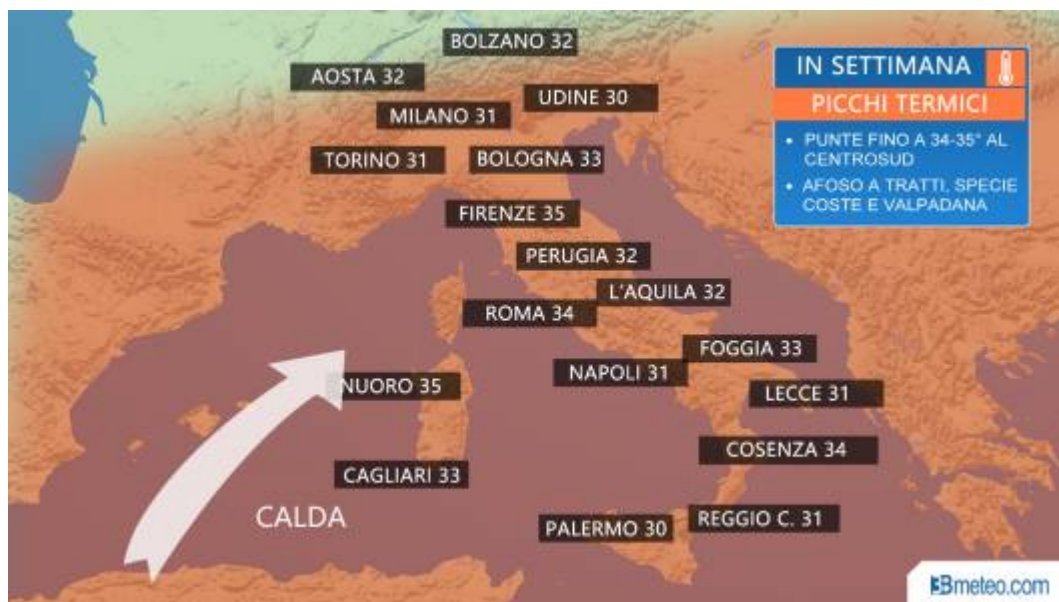 BOLZANO 32
AOSTA 32
UDINE 30
MILANO 31
TORINO 31
BOLOGNA 33
FIRENZE 35
PERUGIA 32
L'AQUILA 32
ROMA 34
FOGGIA 33
NAPOLI 31
NUORO 35
LECCE 31
COSENZA 34
CAGLIARI 33
CALDA
PALERMO 30
REGGIO C. 31
IN SETTIMANA
PICCHI TERMICI
• PUNTE FINO A 34-35° AL
CENTROSUD
• AFOSO A TRATTI, SPECIE
COSTE E VALPADANA
3Bmeteo.com